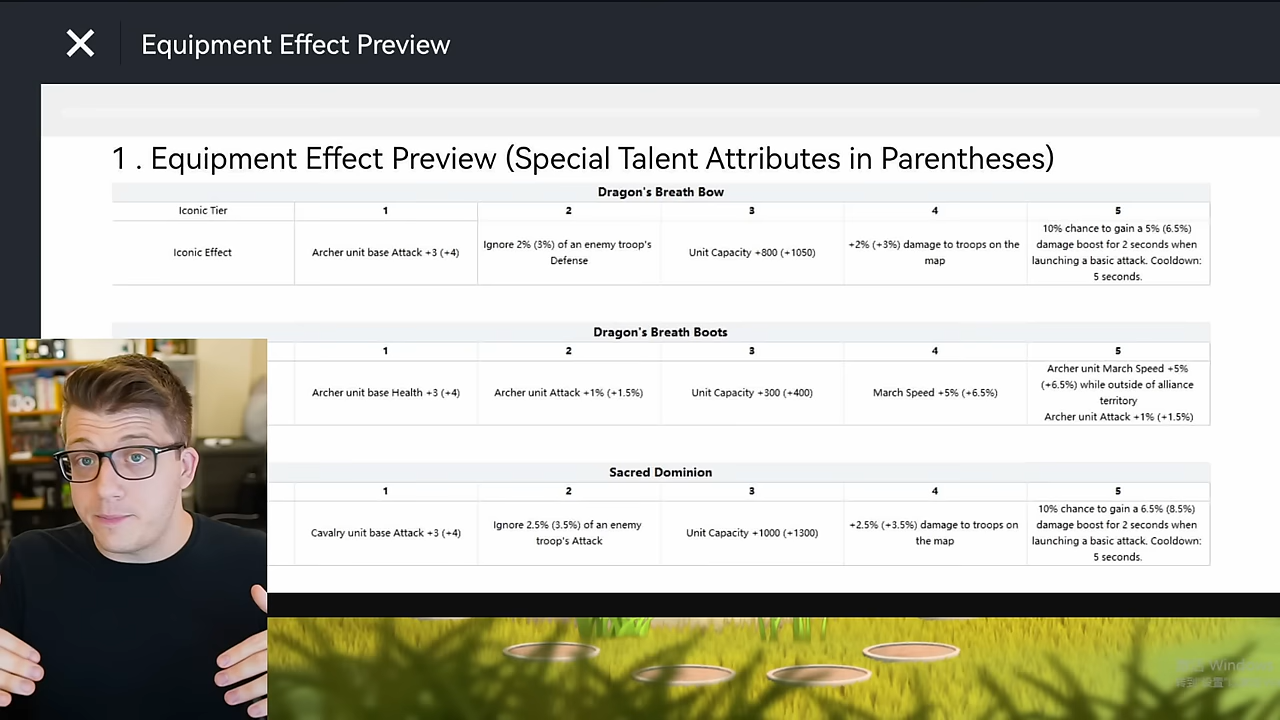 Equipment Effect Preview
1 . Equipment Effect Preview (Special Talent Attributes in Parentheses)
Dragon's Breath Bow
Iconic Tier
1
2
3
4
5
Iconic Effect
Archer unit base Attack +3 (+4)
Ignore 2% (3%) of an enemy troop's
Defense
Unit Capacity +800 (+1050)
+2% (+3%) damage to troops on the
map
10% chance to gain a 5% (6.5%)
damage boost for 2 seconds when
launching a basic attack. Cooldown:
5 seconds.
Dragon's Breath Boots
1
2
3
4
5
Archer unit base Health +3 (+4)
Archer unit Attack +1% (+1.5%)
Unit Capacity +300 (+400)
March Speed +5% (+6.5%)
Archer unit March Speed +5%
(+6.5%) while outside of alliance
territory
Archer unit Attack +1% (+1.5%)
Sacred Dominion
1
2
3
4
5
Cavalry unit base Attack +3 (+4)
Ignore 2.5% (3.5%) of an enemy
troop's Attack
Unit Capacity +1000 (+1300)
+2.5% (+3.5%) damage to troops on
the map
10% chance to gain a 6.5% (8.5%)
damage boost for 2 seconds when
launching a basic attack. Cooldown:
5 seconds.